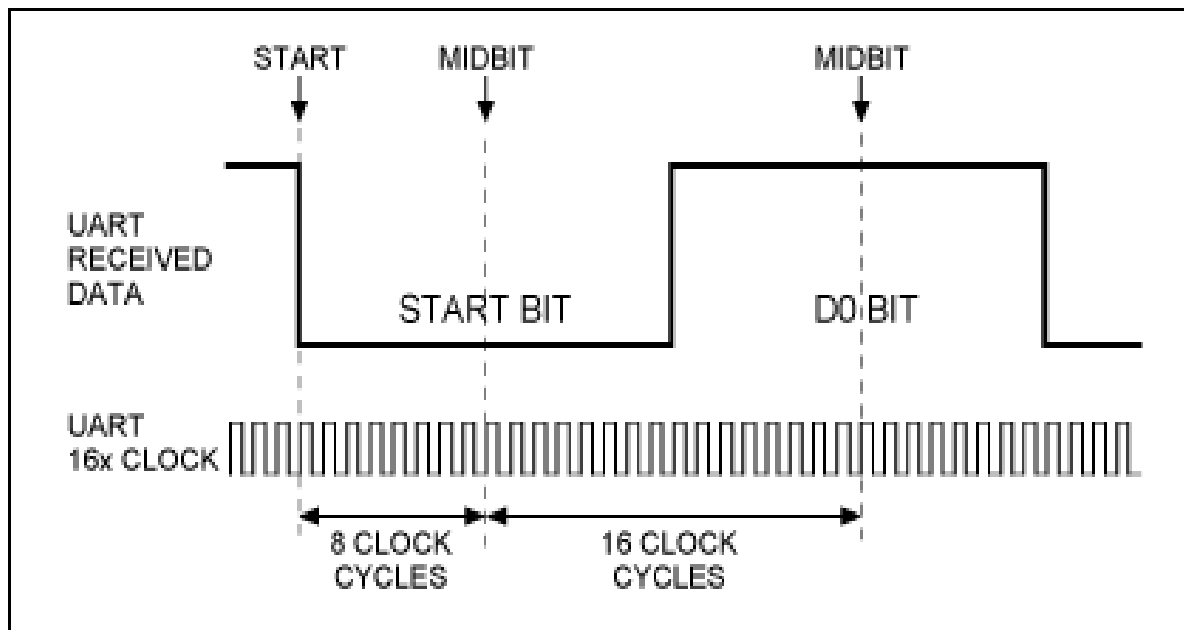 START
MIDBIT
MIDBIT
UART
RECEIVED
DATA
START BIT
D0 BIT
UART
16x CLOCK
8 CLOCK
CYCLES
16 CLOCK
CYCLES